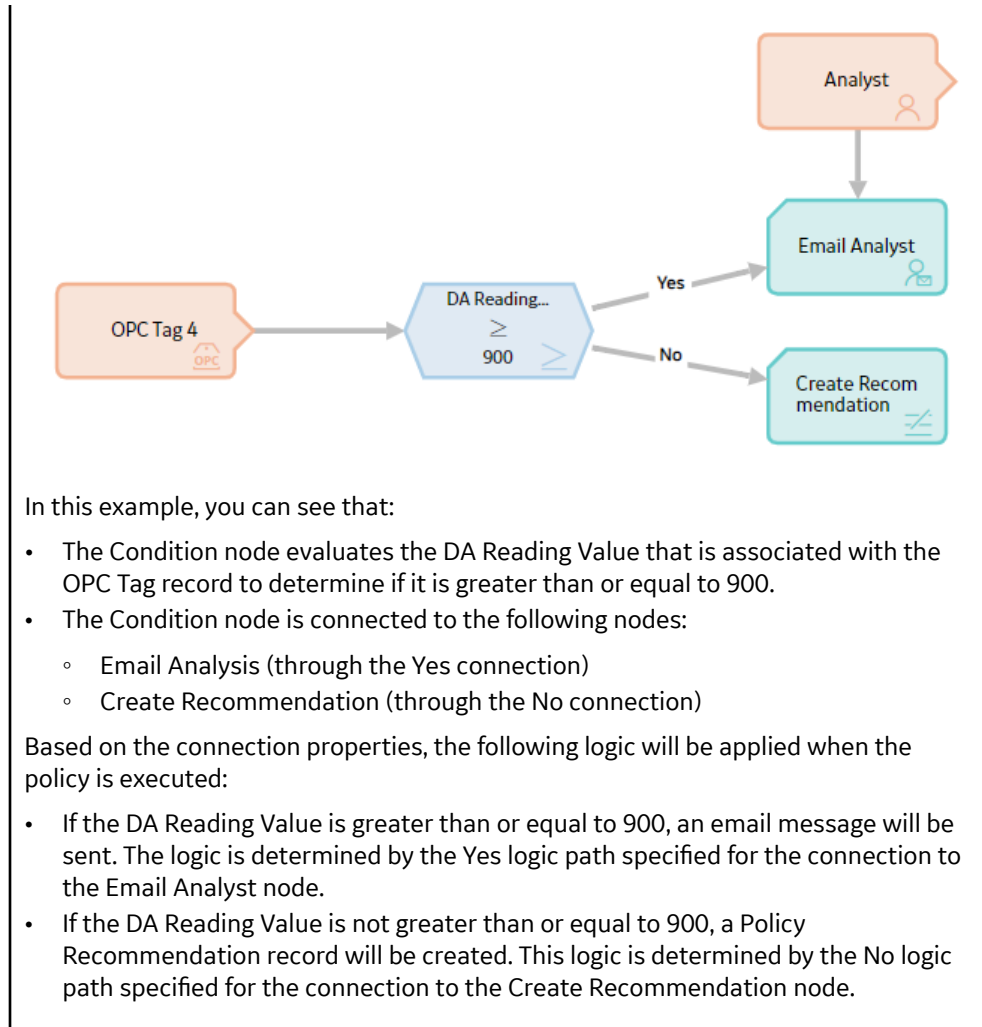 Analyst
Email Analyst
Yes
DA Reading...
≥
900
OPC Tag 4
OPC
No
Create Recom
mendation
In this example, you can see that:
• The Condition node evaluates the DA Reading Value that is associated with the
OPC Tag record to determine if it is greater than or equal to 900.
• The Condition node is connected to the following nodes:
◦ Email Analysis (through the Yes connection)
◦ Create Recommendation (through the No connection)
Based on the connection properties, the following logic will be applied when the
policy is executed:
• If the DA Reading Value is greater than or equal to 900, an email message will be
sent. The logic is determined by the Yes logic path specified for the connection to
the Email Analyst node.
• If the DA Reading Value is not greater than or equal to 900, a Policy
Recommendation record will be created. This logic is determined by the No logic
path specified for the connection to the Create Recommendation node.